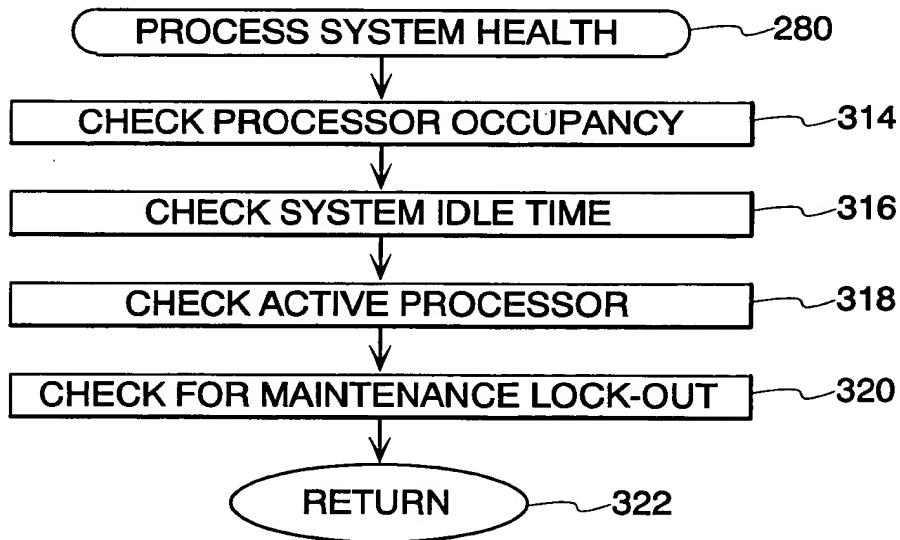 PROCESS SYSTEM HEALTH 280
CHECK PROCESSOR OCCUPANCY 314
CHECK SYSTEM IDLE TIME 316
CHECK ACTIVE PROCESSOR 318
CHECK FOR MAINTENANCE LOCK-OUT 320
RETURN 322